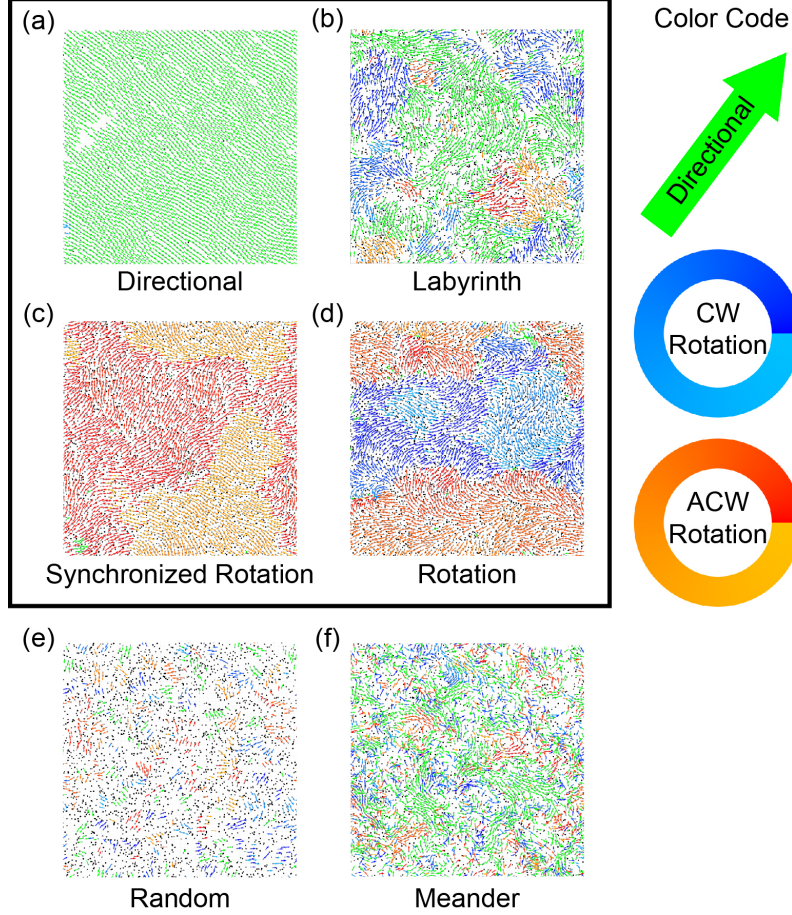 (a)
(b)
Color Code
Directional
Directional
Labyrinth
(c)
(d)
CW
Rotation
ACW
Rotation
Synchronized Rotation
Rotation
(e)
(f)
Random
Meander